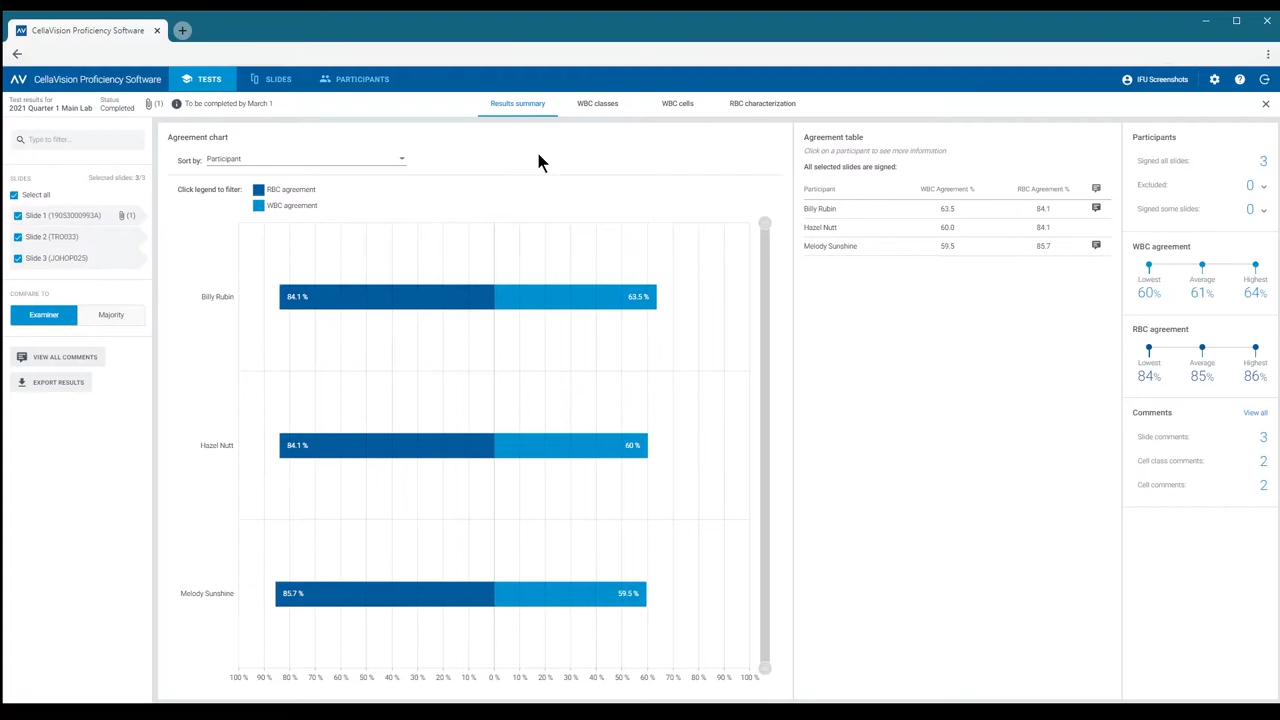 CellaVision Proficiency Software
CellaVision Proficiency Software
TESTS
SLIDES
PARTICIPANTS
IFU Screenshots
Test results for
2021 Quarter 1 Main Lab
Status
Completed
(1)
To be completed by March 1
Results summary
WBC classes
WBC cells
RBC characterization
Type to filter...
SLIDES
Selected slides: 3/3
Select all
Slide 1 (19053000993A)
(1)
Slide 2 (TRO033)
Slide 3 (JOHOP025)
COMPARE TO
Examiner
Majority
VIEW ALL COMMENTS
EXPORT RESULTS
Agreement chart
Sort by: Participant
Click legend to filter:
RBC agreement
WBC agreement
Billy Rubin
84.1 %
63.5 %
Hazel Nutt
84.1 %
60 %
Melody Sunshine
85.7 %
59.5 %
100 % 90 % 80 % 70 % 60 % 50 % 40 % 30 % 20 % 10 % 0 % 10 % 20 % 30 % 40 % 50 % 60 % 70 % 80 % 90 % 100 %
Agreement table
Click on a participant to see more information
All selected slides are signed:
Participant WBC Agreement % RBC Agreement %
Billy Rubin 63.5 84.1
Hazel Nutt 60.0 84.1
Melody Sunshine 59.5 85.7
Participants
Signed all slides: 3
Excluded: 0
Signed some slides: 0
WBC agreement
Lowest Average Highest
60% 61% 64%
RBC agreement
Lowest Average Highest
84% 85% 86%
Comments
View all
Slide comments: 3
Cell class comments: 2
Cell comments: 2